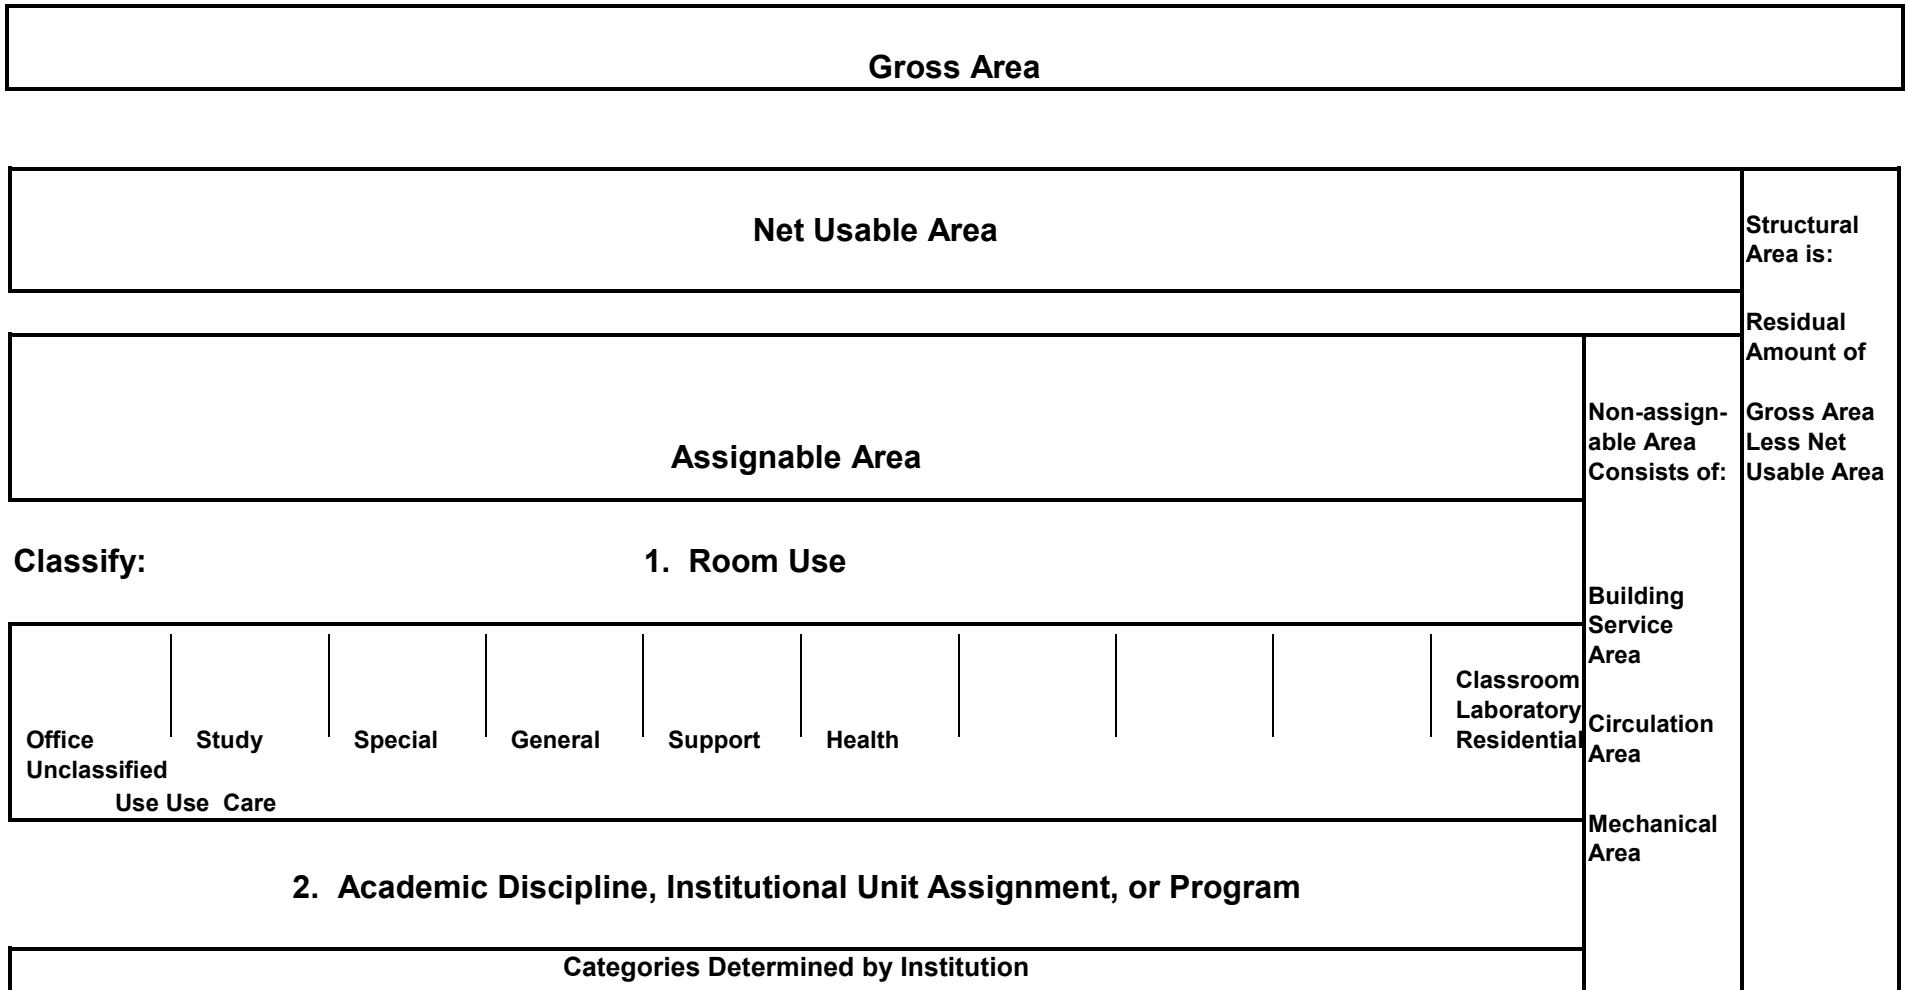 Gross Area
Net Usable Area
Structural
Area is:
Residual
Amount of
Gross Area
Less Net
Usable Area
Assignable Area
Non-assign-
able Area
Consists of:
Building
Service
Area
Circulation
Area
Mechanical
Area
Classify: 1. Room Use
Classroom
Laboratory
Office Study Special General Support Health Residential
Unclassified
Use Use Care
2. Academic Discipline, Institutional Unit Assignment, or Program
Categories Determined by Institution